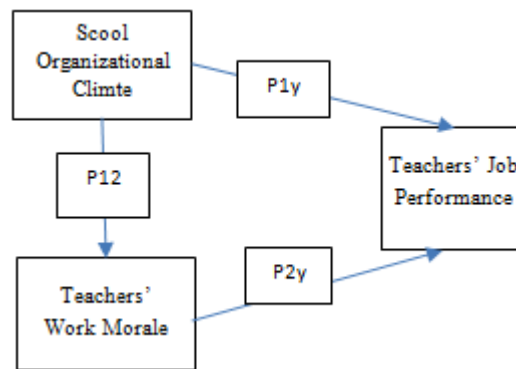 Scool
Organizational
Climte
P1y
P12
Teachers' Job
Performance
P2y
Teachers'
Work Morale